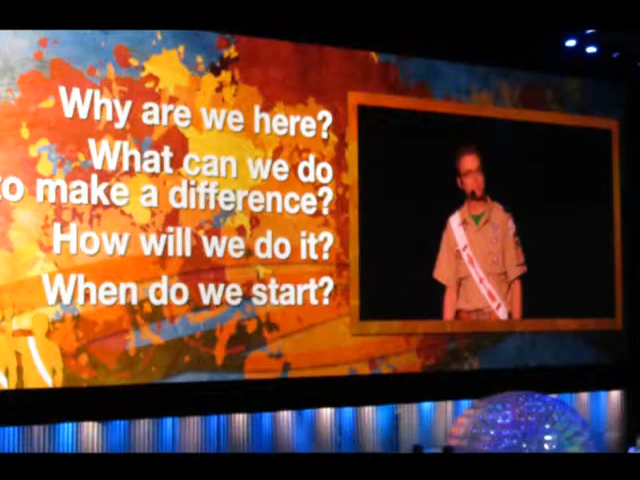 Why are we here?
What can we do
to make a difference?
How will we do it?
When do we start?